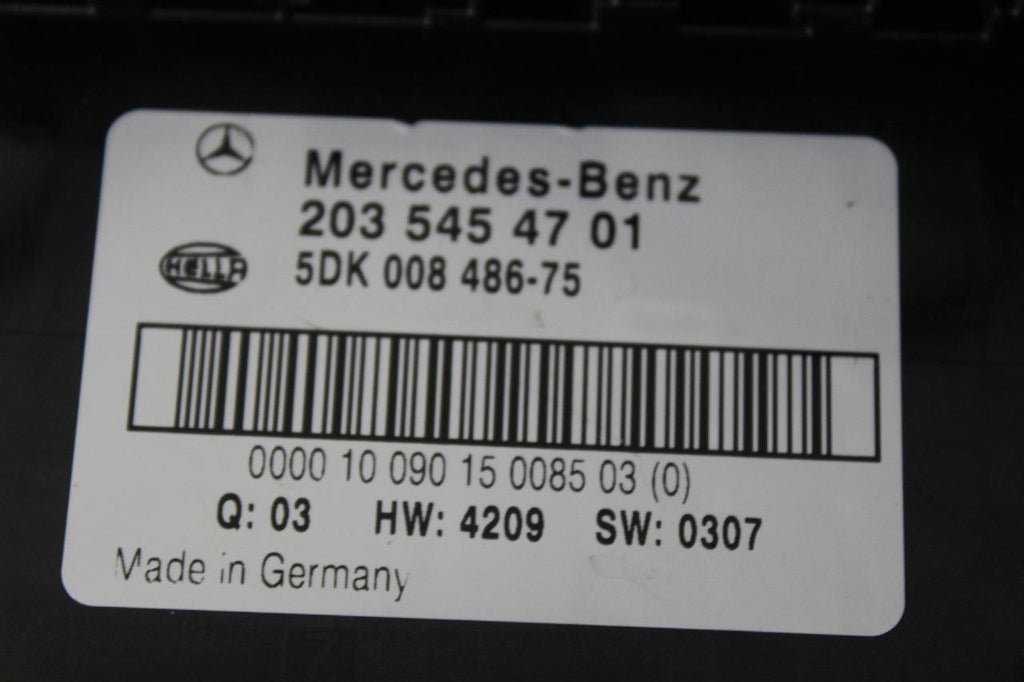 Mercedes-Benz
203 545 47 01
HELLA
5DK 008 486-75
0000 10 090 15 0085 03 (0)
Q: 03 HW: 4209 SW: 0307
Made in Germany